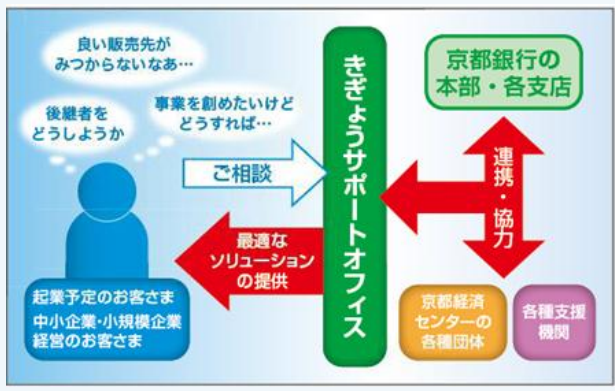 良い販売先が
みつからないなあ…
後継者を
どうしようか
事業を創めたいけど
どうすれば…
ご相談
最適な
ソリューション
の提供
起業予定のお客さま
中小企業・小規模企業
経営のお客さま
きぎょうサポートオフィス
京都銀行の
本部・各支店
連携・協力
京都経済
センターの
各種団体
各種支援
機関